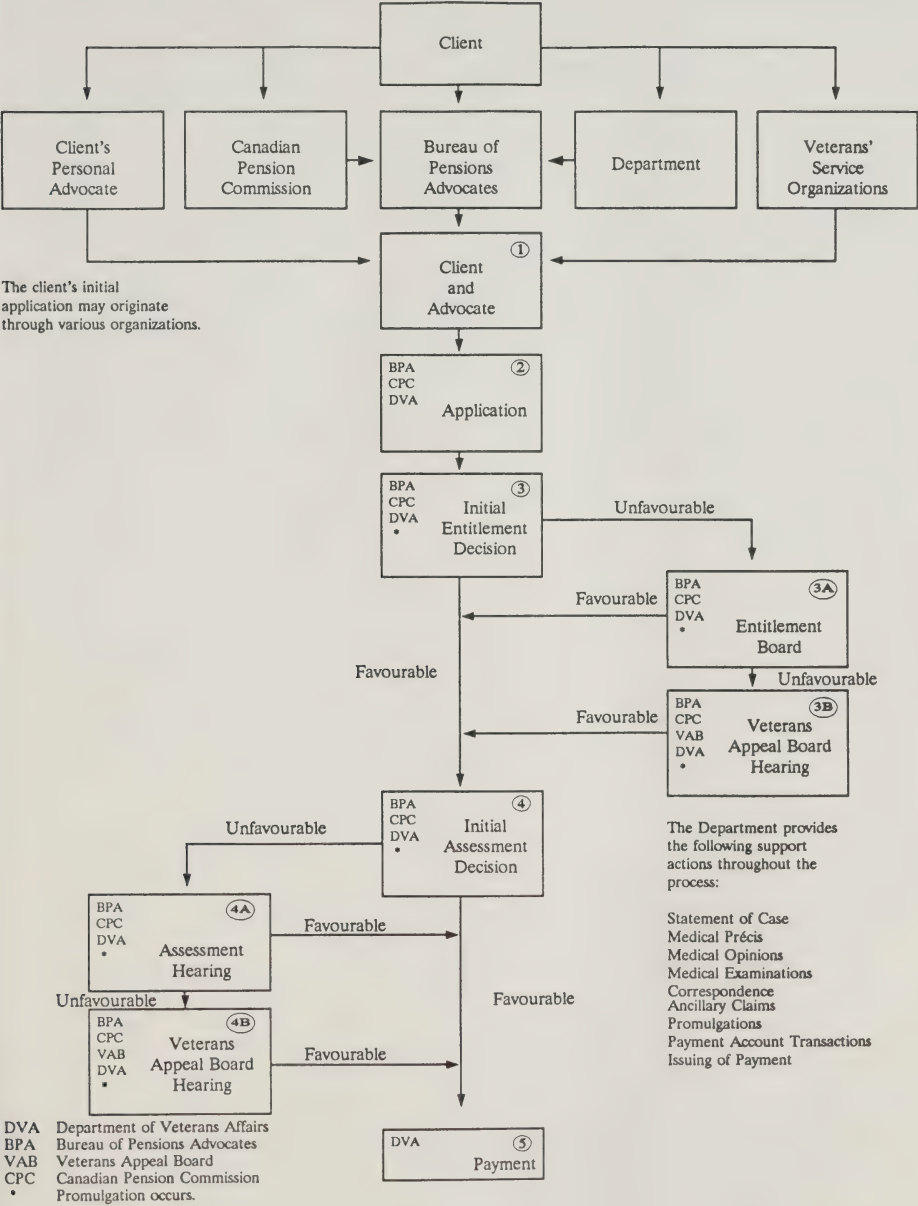 Client
Client's
Personal
Advocate
Canadian
Pension
Commission
Bureau of
Pensions
Advocates
Department
Veterans'
Service
Organizations
The client's initial
application may originate
through various organizations.
①
Client
and
Advocate
BPA
CPC
DVA
②
Application
BPA
CPC
DVA
*
③
Initial
Entitlement
Decision
Unfavourable
BPA
CPC
DVA
*
3A
Entitlement
Board
Favourable
Unfavourable
Favourable
BPA
CPC
VAB
DVA
*
3B
Veterans
Appeal Board
Hearing
Favourable
BPA
CPC
DVA
*
④
Initial
Assessment
Decision
Unfavourable
The Department provides
the following support
actions throughout the
process:
Statement of Case
Medical Précis
Medical Opinions
Medical Examinations
Correspondence
Ancillary Claims
Promulgations
Payment Account Transactions
Issuing of Payment
BPA
CPC
DVA
*
4A
Assessment
Hearing
Favourable
Unfavourable
Favourable
BPA
CPC
VAB
DVA
*
4B
Veterans
Appeal Board
Hearing
Favourable
DVA
⑤
Payment
DVA Department of Veterans Affairs
BPA Bureau of Pensions Advocates
VAB Veterans Appeal Board
CPC Canadian Pension Commission
* Promulgation occurs.